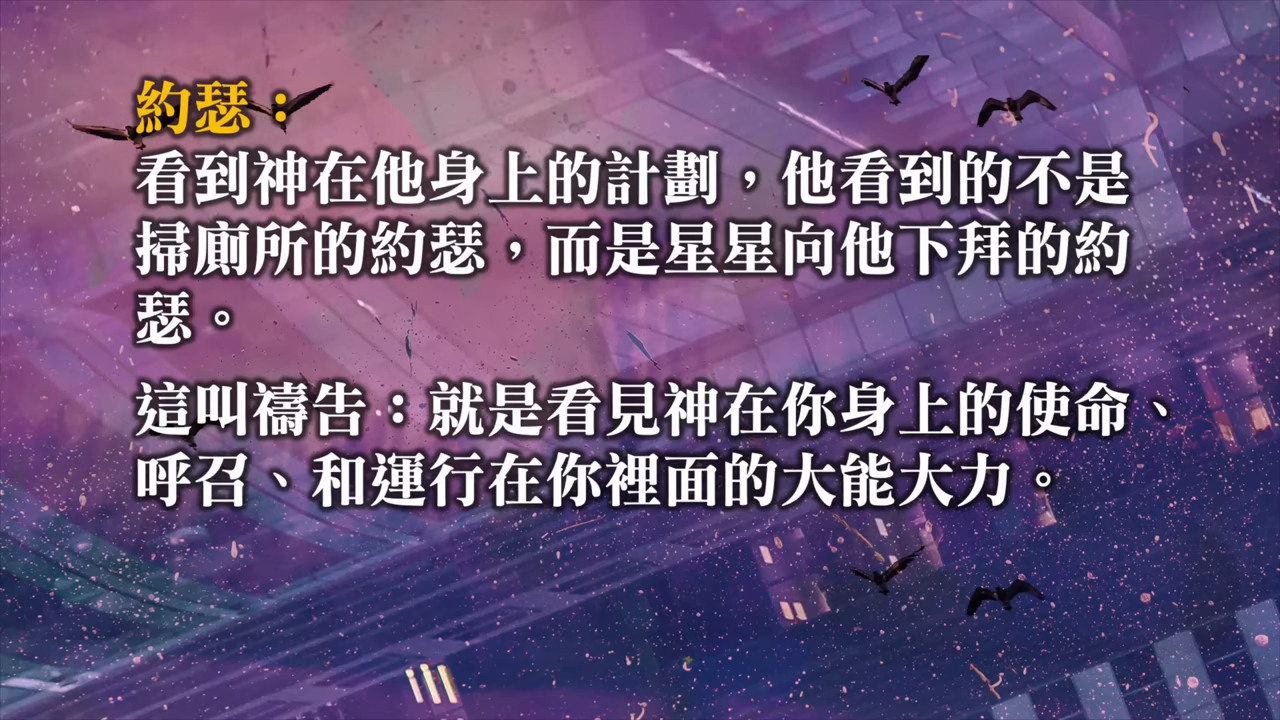 約瑟：
看到神在他身上的計劃，他看到的不是
掃廁所的約瑟，而是星星向他下拜的約
瑟。
這叫禱告：就是看見神在你身上的使命、
呼召、和運行在你裡面的大能大力。